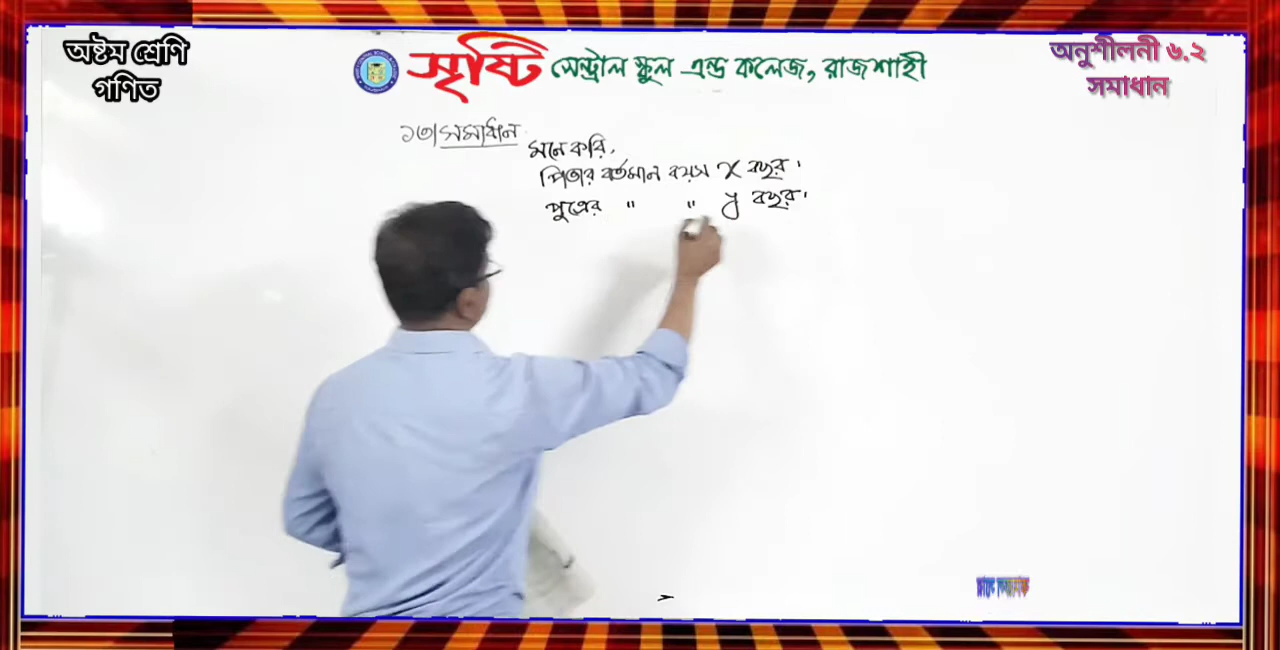 অষ্টম শ্রেণি
গণিত
সৃষ্টি সেন্ট্রাল স্কুল এন্ড কলেজ, রাজশাহী
অনুশীলনী ৬.২
সমাধান
১৩। সমাধান
মনে করি,
পিতার বর্তমান বয়স x বছর।
পুত্রের " " y বছর।